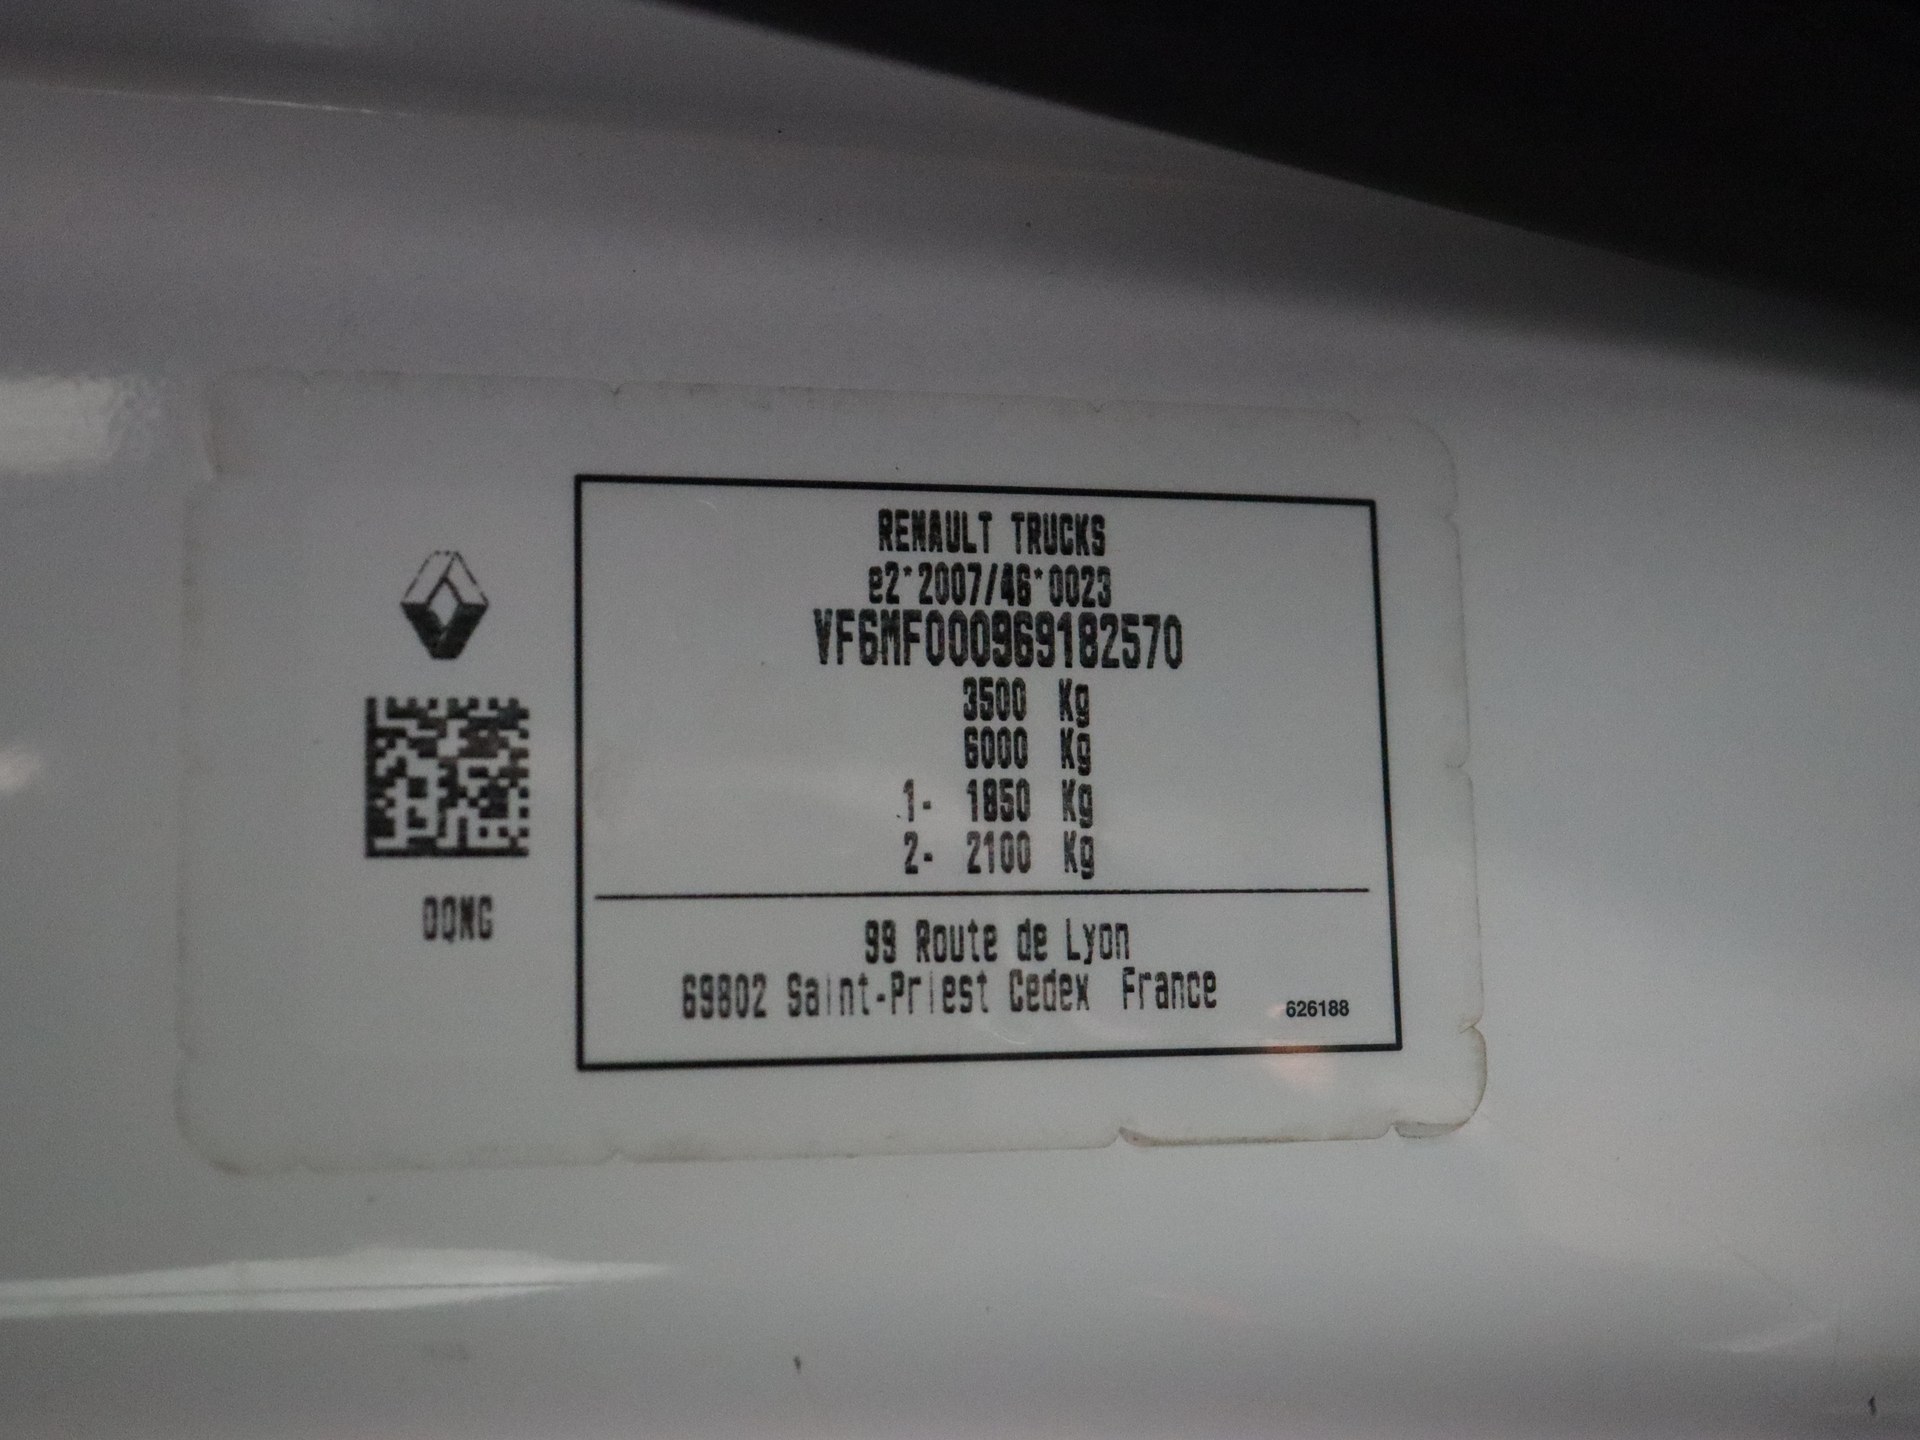 RENAULT TRUCKS
e2*2007/46*0023
VF6MF000969182570
3500 Kg
6000 Kg
1- 1850 Kg
2- 2100 Kg
QQNG
99 Route de Lyon
69802 Saint-Priest Cedex France
626188